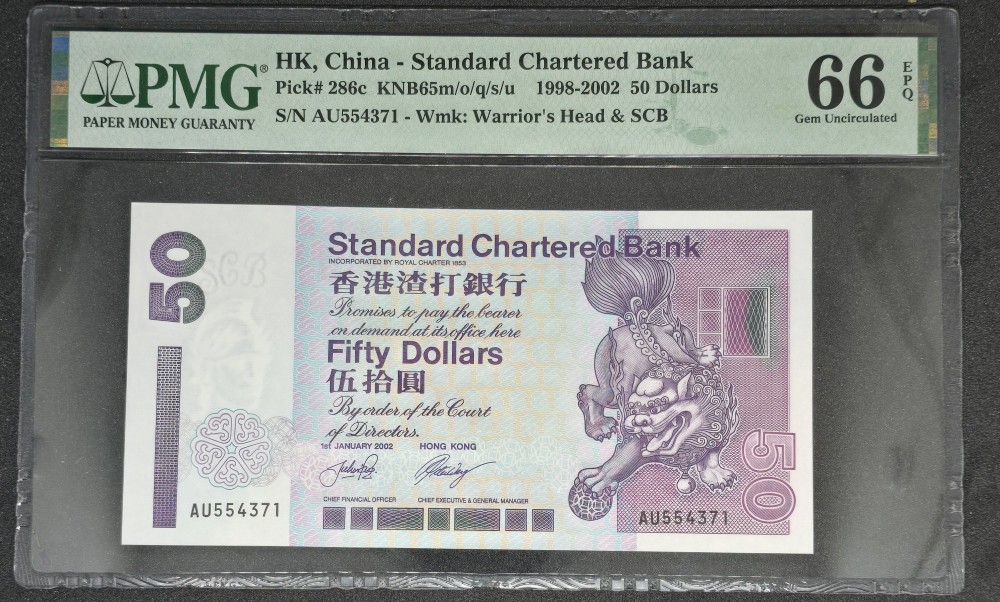 PMG®
PAPER MONEY GUARANTY
HK, China - Standard Chartered Bank
Pick# 286c KNB65m/o/q/s/u 1998-2002 50 Dollars
S/N AU554371 - Wmk: Warrior's Head & SCB
66 EPQ
Gem Uncirculated
50
Standard Chartered Bank
INCORPORATED BY ROYAL CHARTER 1853
香港渣打銀行
Promises to pay the bearer
on demand at its office here
Fifty Dollars
伍拾圓
By order of the Court
of Directors.
1st JANUARY 2002 HONG KONG
CHIEF FINANCIAL OFFICER CHIEF EXECUTIVE & GENERAL MANAGER
AU554371
AU554371
50